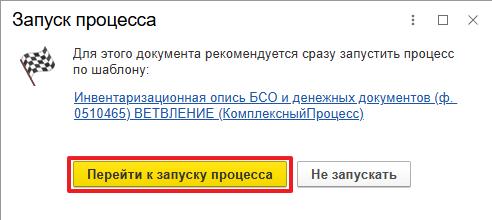 Запуск процесса
Для этого документа рекомендуется сразу запустить процесс
по шаблону:
Инвентаризационная опись БСО и денежных документов (ф.
0510465) ВЕТВЛЕНИЕ (КомплексныйПроцесс)
Перейти к запуску процесса
Не запускать